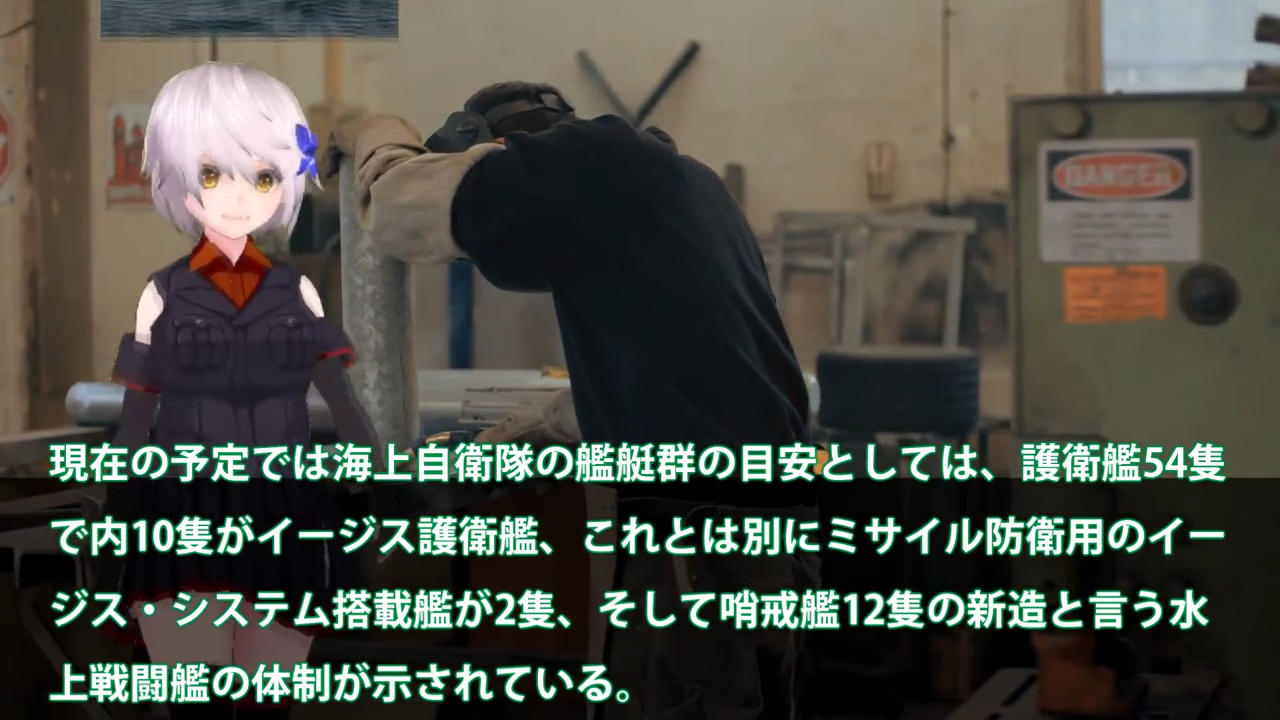 DANGER
現在の予定では海上自衛隊の艦艇群の目安としては、護衛艦54隻
で内10隻がイージス護衛艦、これとは別にミサイル防衛用のイー
ジス・システム搭載艦が2隻、そして哨戒艦12隻の新造と言う水
上戦闘艦の体制が示されている。